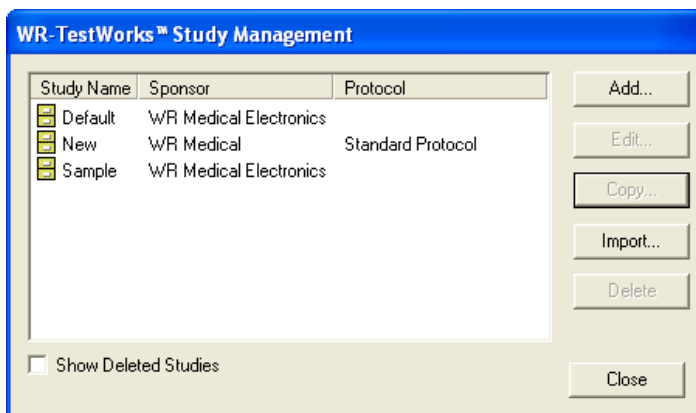 WR-TestWorks™ Study Management
Study Name Sponsor Protocol
Default WR Medical Electronics
New WR Medical Standard Protocol
Sample WR Medical Electronics
Add...
Edit...
Copy...
Import...
Delete
Show Deleted Studies
Close